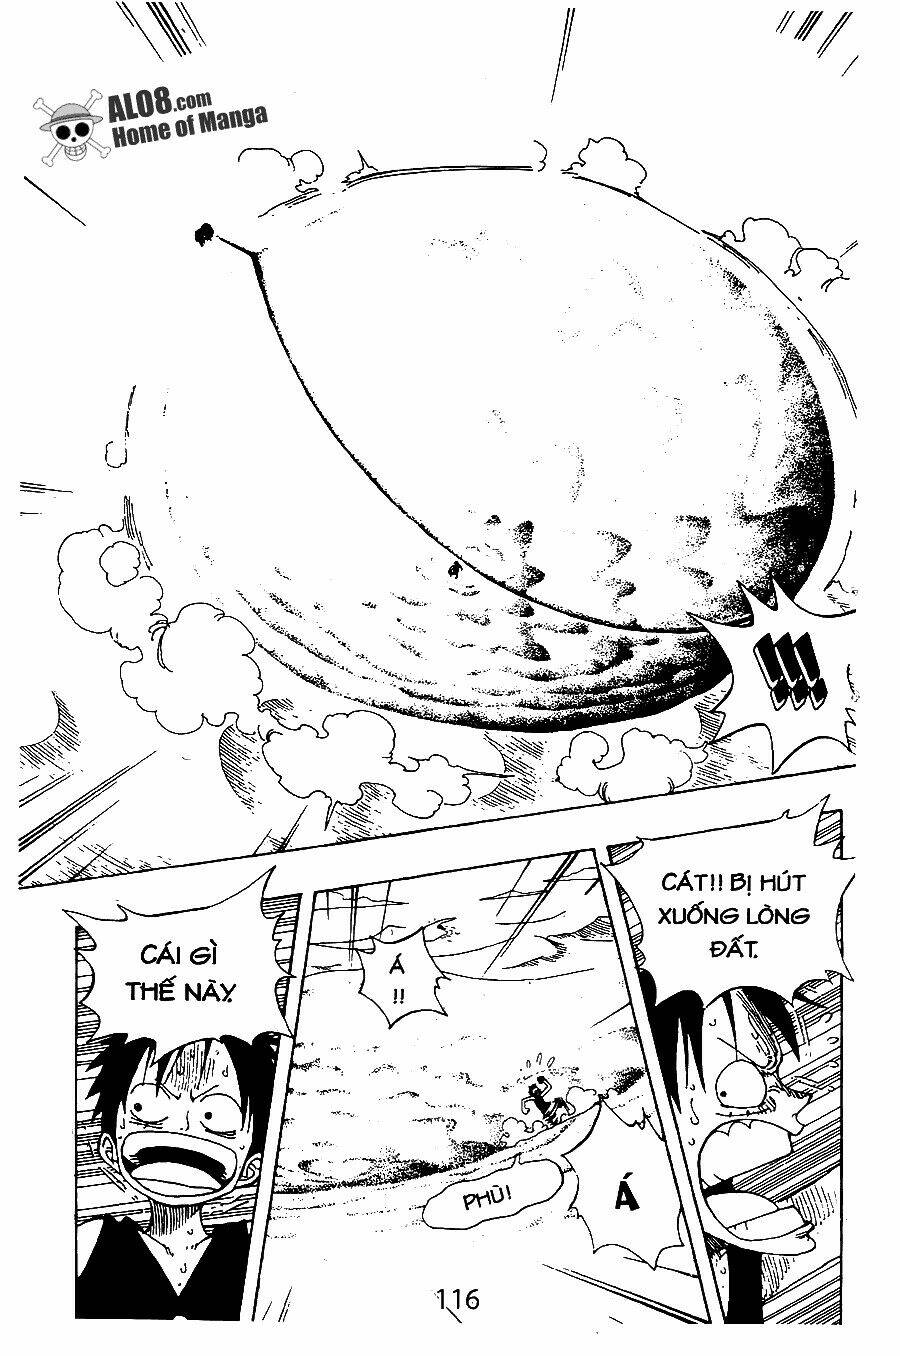 ALO8.com
Home of Manga
!!!
CÁT!! BỊ HÚT
XUỐNG LÒNG
ĐẤT.
Á
!!
PHÙ!
Á
CÁI GÌ
THẾ NÀY.
116